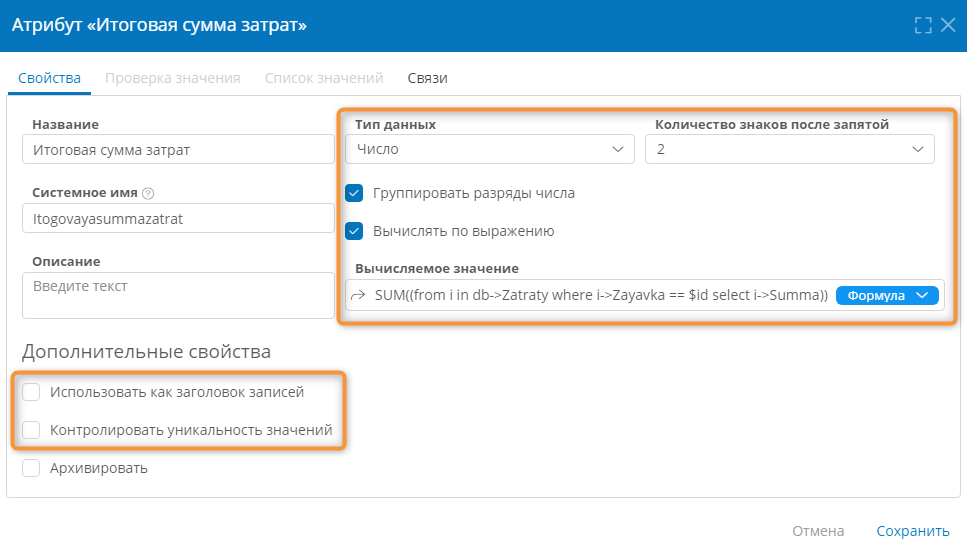 Атрибут «Итоговая сумма затрат»
Свойства Проверка значения Список значений Связи
Название
Итоговая сумма затрат
Системное имя ?
Itogovayasummazatrat
Описание
Введите текст
Тип данных Количество знаков после запятой
Число 2
Группировать разряды числа
Вычислять по выражению
Вычисляемое значение
SUM((from i in db->Zatraty where i->Zayavka == $id select i->Summa)) Формула
Дополнительные свойства
Использовать как заголовок записей
Контролировать уникальность значений
Архивировать
Отмена Сохранить